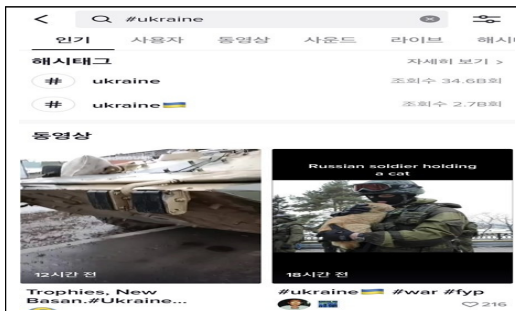 #ukraine
인기 사용자 동영상 사운드 라이브 해시
해시태그 자세히 보기 >
# ukraine 조회수 34.6B회
# ukraine🇺🇦 조회수 2.7B회
동영상
Russian soldier holding
a cat
12시간 전 18시간 전
Trophies, New
Basan.#Ukraine...
#ukraine🇺🇦 #war #fyp
216